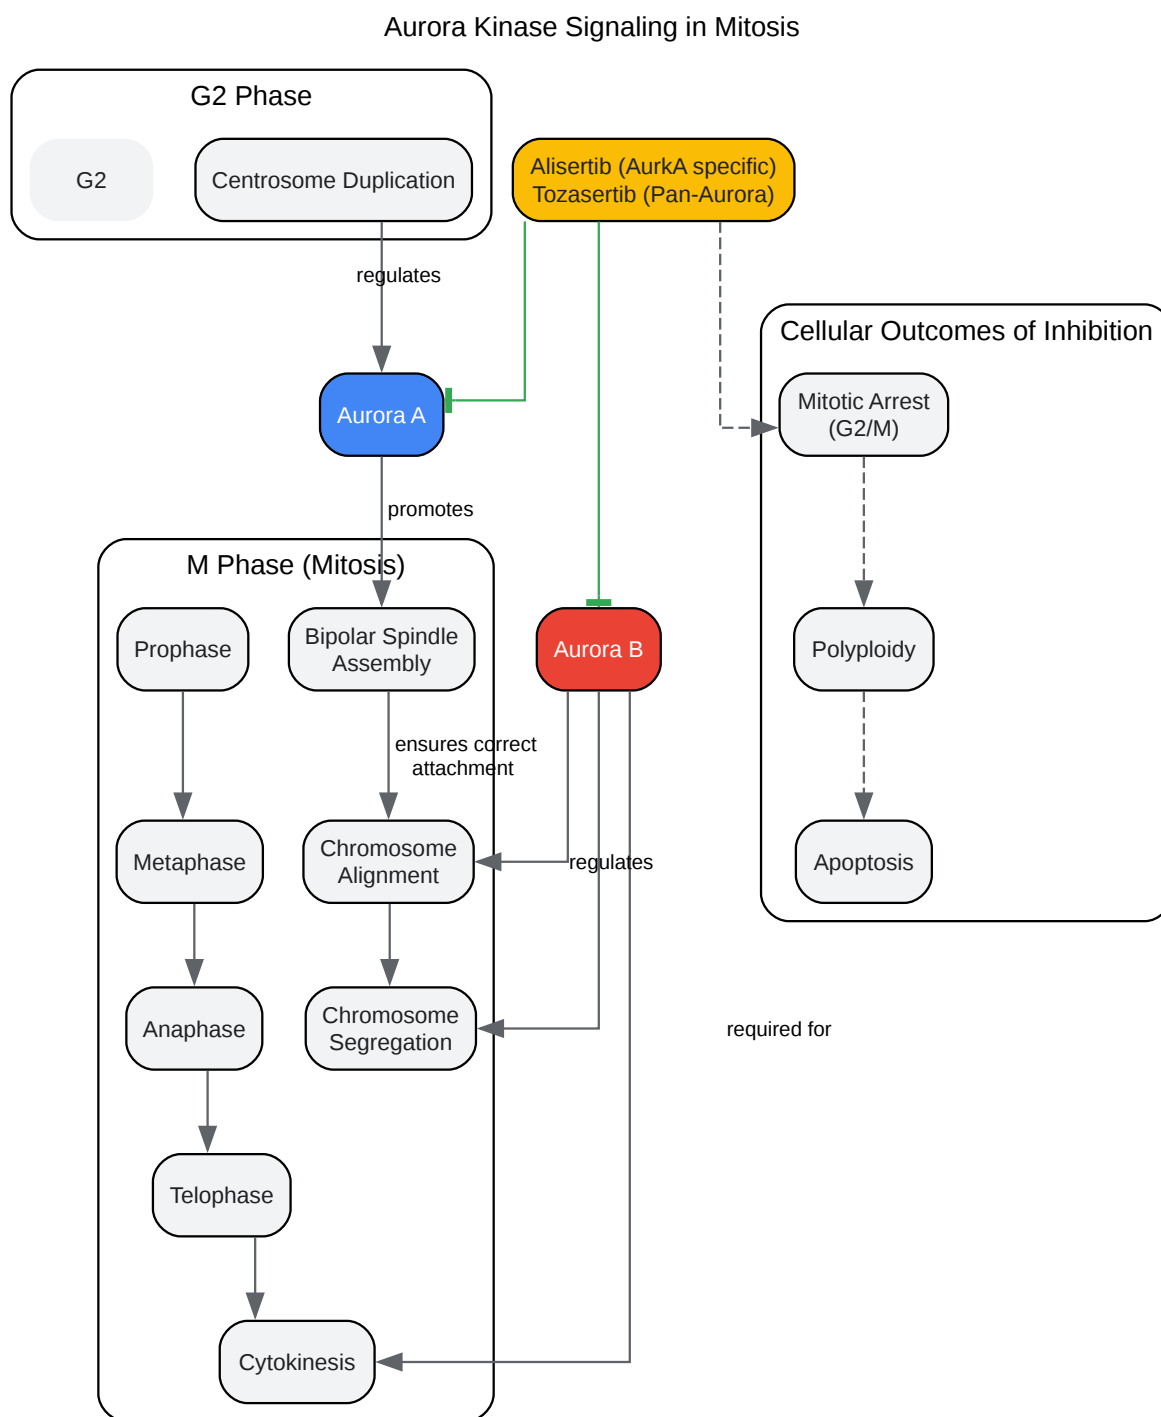 Aurora Kinase Signaling in Mitosis
G2 Phase
G2
Centrosome Duplication
Alisertib (AurkA specific)
Tozasertib (Pan-Aurora)
regulates
Cellular Outcomes of Inhibition
Mitotic Arrest
(G2/M)
Aurora A
promotes
M Phase (Mitosis)
Prophase
Bipolar Spindle
Assembly
Aurora B
Polyploidy
ensures correct
attachment
Metaphase
Chromosome
Alignment
regulates
Apoptosis
Anaphase
Chromosome
Segregation
required for
Telophase
Cytokinesis